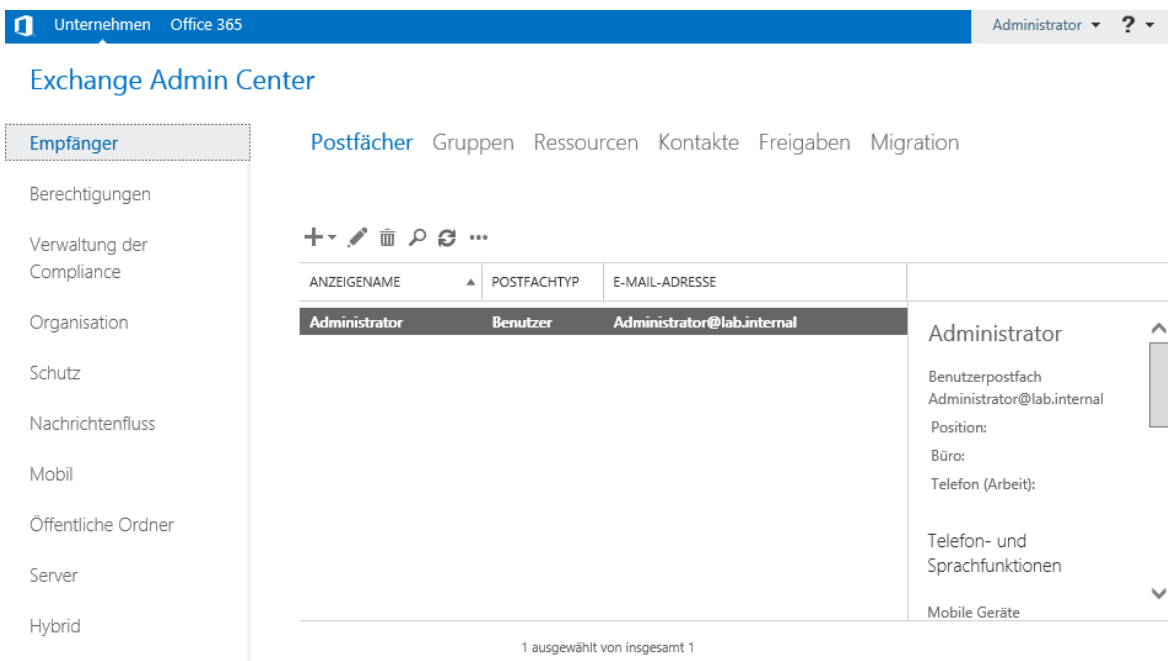 Unternehmen Office 365 Administrator ?
Exchange Admin Center
Empfänger
Berechtigungen
Verwaltung der
Compliance
Organisation
Schutz
Nachrichtenfluss
Mobil
Öffentliche Ordner
Server
Hybrid
Postfächer Gruppen Ressourcen Kontakte Freigaben Migration
ANZEIGENAME POSTFACHTYP E-MAIL-ADRESSE
Administrator Benutzer Administrator@lab.internal
1 ausgewählt von insgesamt 1
Administrator
Benutzerpostfach
Administrator@lab.internal
Position:
Büro:
Telefon (Arbeit):
Telefon- und
Sprachfunktionen
Mobile Geräte